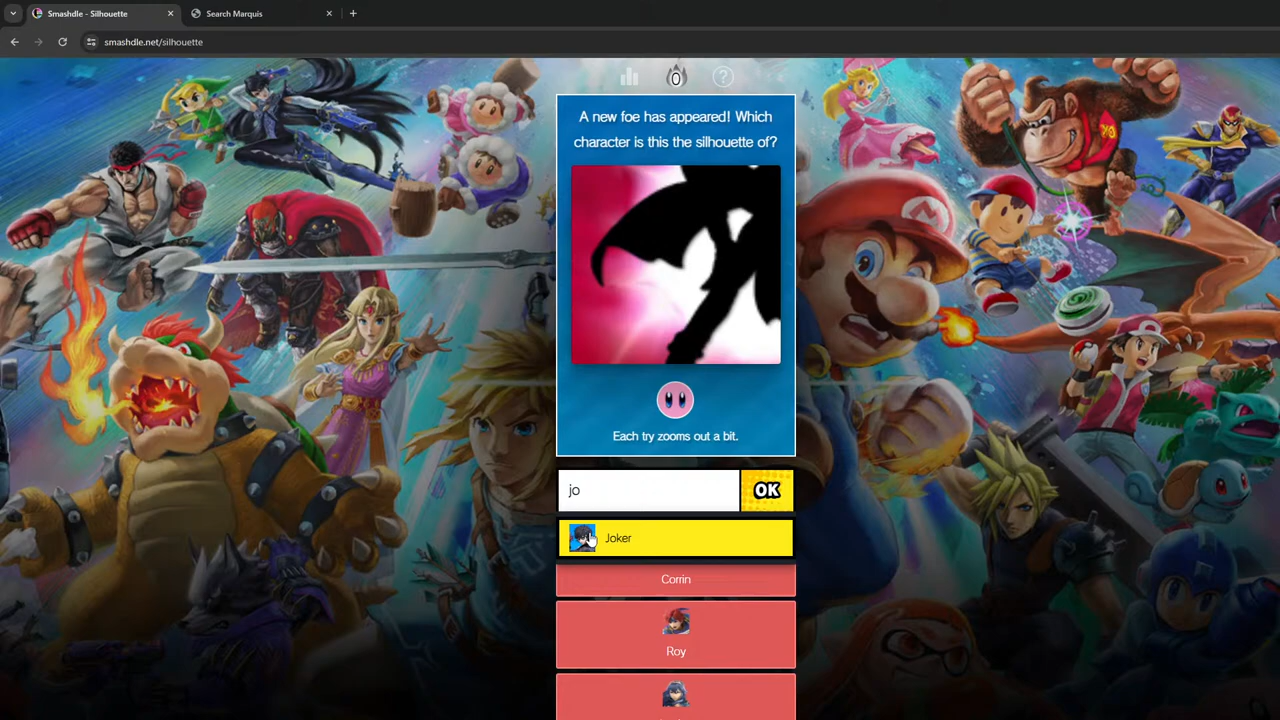 Smashdle - Silhouette
Search Marquis
smashdle.net/silhouette
0
?
A new foe has appeared! Which
character is this the silhouette of?
Each try zooms out a bit.
jo
OK
Joker
Corrin
Roy